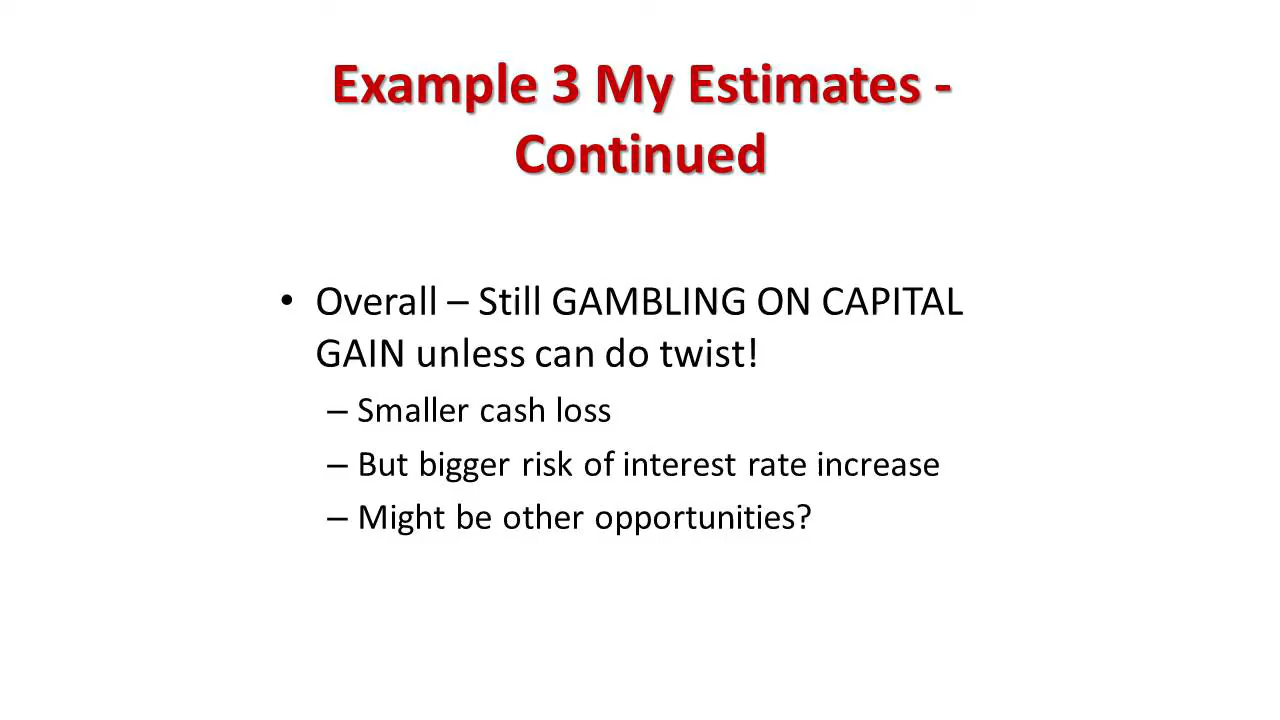 Example 3 My Estimates -
Continued
• Overall – Still GAMBLING ON CAPITAL
GAIN unless can do twist!
– Smaller cash loss
– But bigger risk of interest rate increase
– Might be other opportunities?